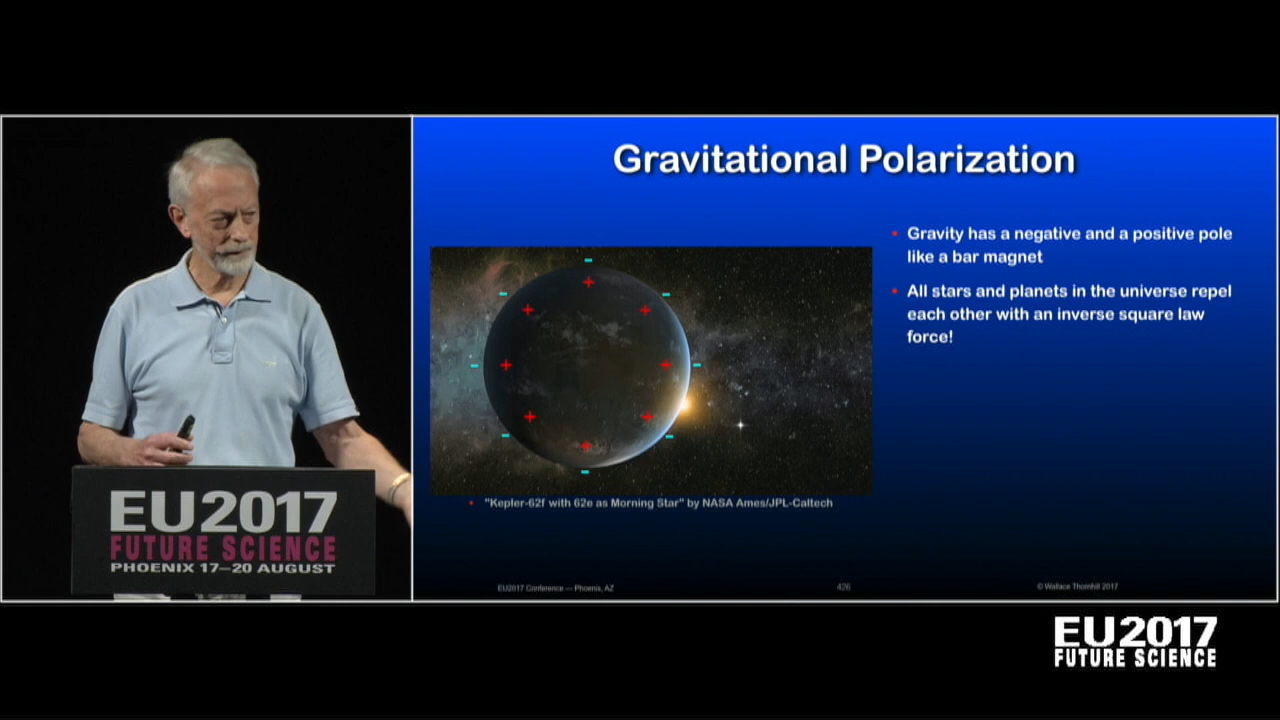 Gravitational Polarization
• Gravity has a negative and a positive pole
like a bar magnet
• All stars and planets in the universe repel
each other with an inverse square law
force!
• "Kepler-62f with 62e as Morning Star" by NASA Ames/JPL-Caltech
EU2017 Conference — Phoenix, AZ
426
© Wallace Thornhill 2017
EU2017
FUTURE SCIENCE
PHOENIX 17–20 AUGUST
EU2017
FUTURE SCIENCE